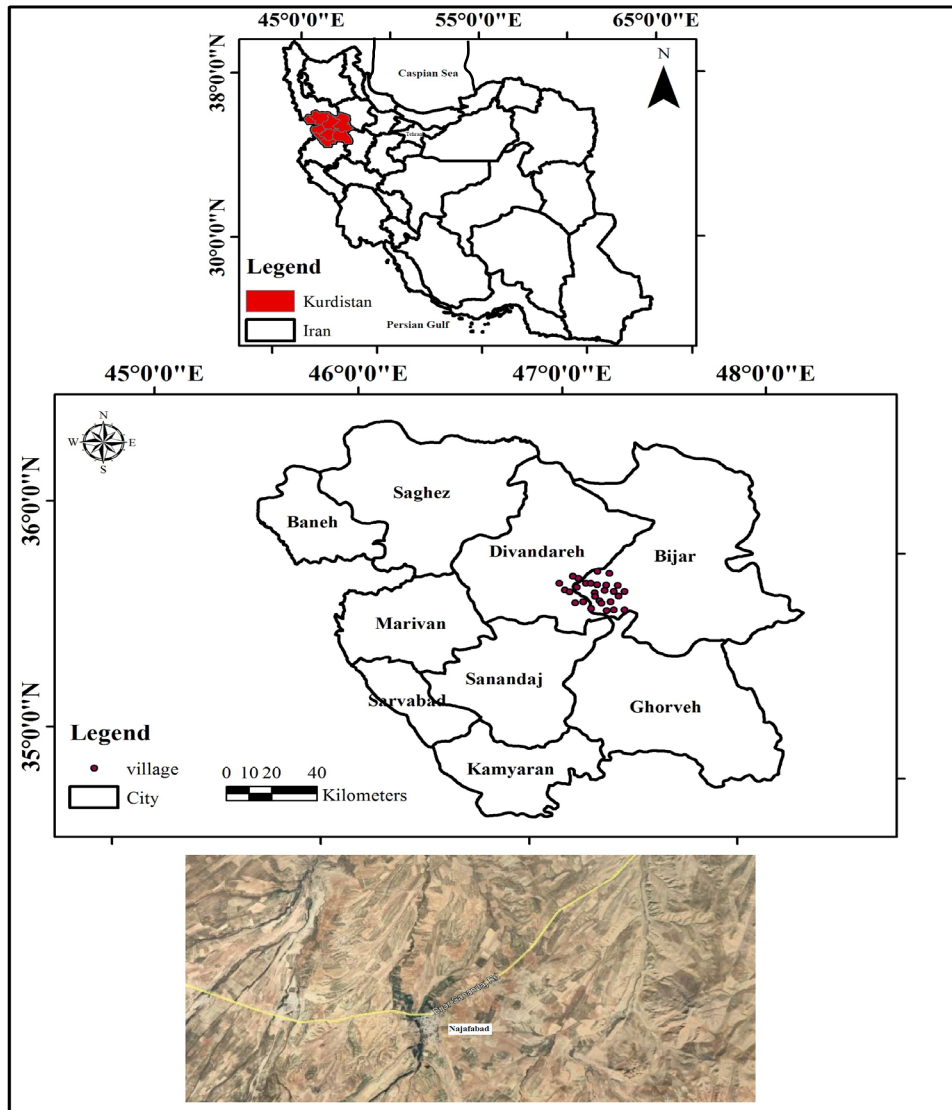 45°0'0"E 55°0'0"E 65°0'0"E
38°0'0"N
30°0'0"N
N
Caspian Sea
Tehran
Persian Gulf
Legend
Kurdistan
Iran
45°0'0"E 46°0'0"E 47°0'0"E 48°0'0"E
36°0'0"N
35°0'0"N
N
W E
S
Saghez
Baneh
Divandareh
Bijar
Marivan
Sanandaj
Sarvabad
Ghorveh
Kamyaran
Legend
village
City
0 10 20 40
Kilometers
Najafabad